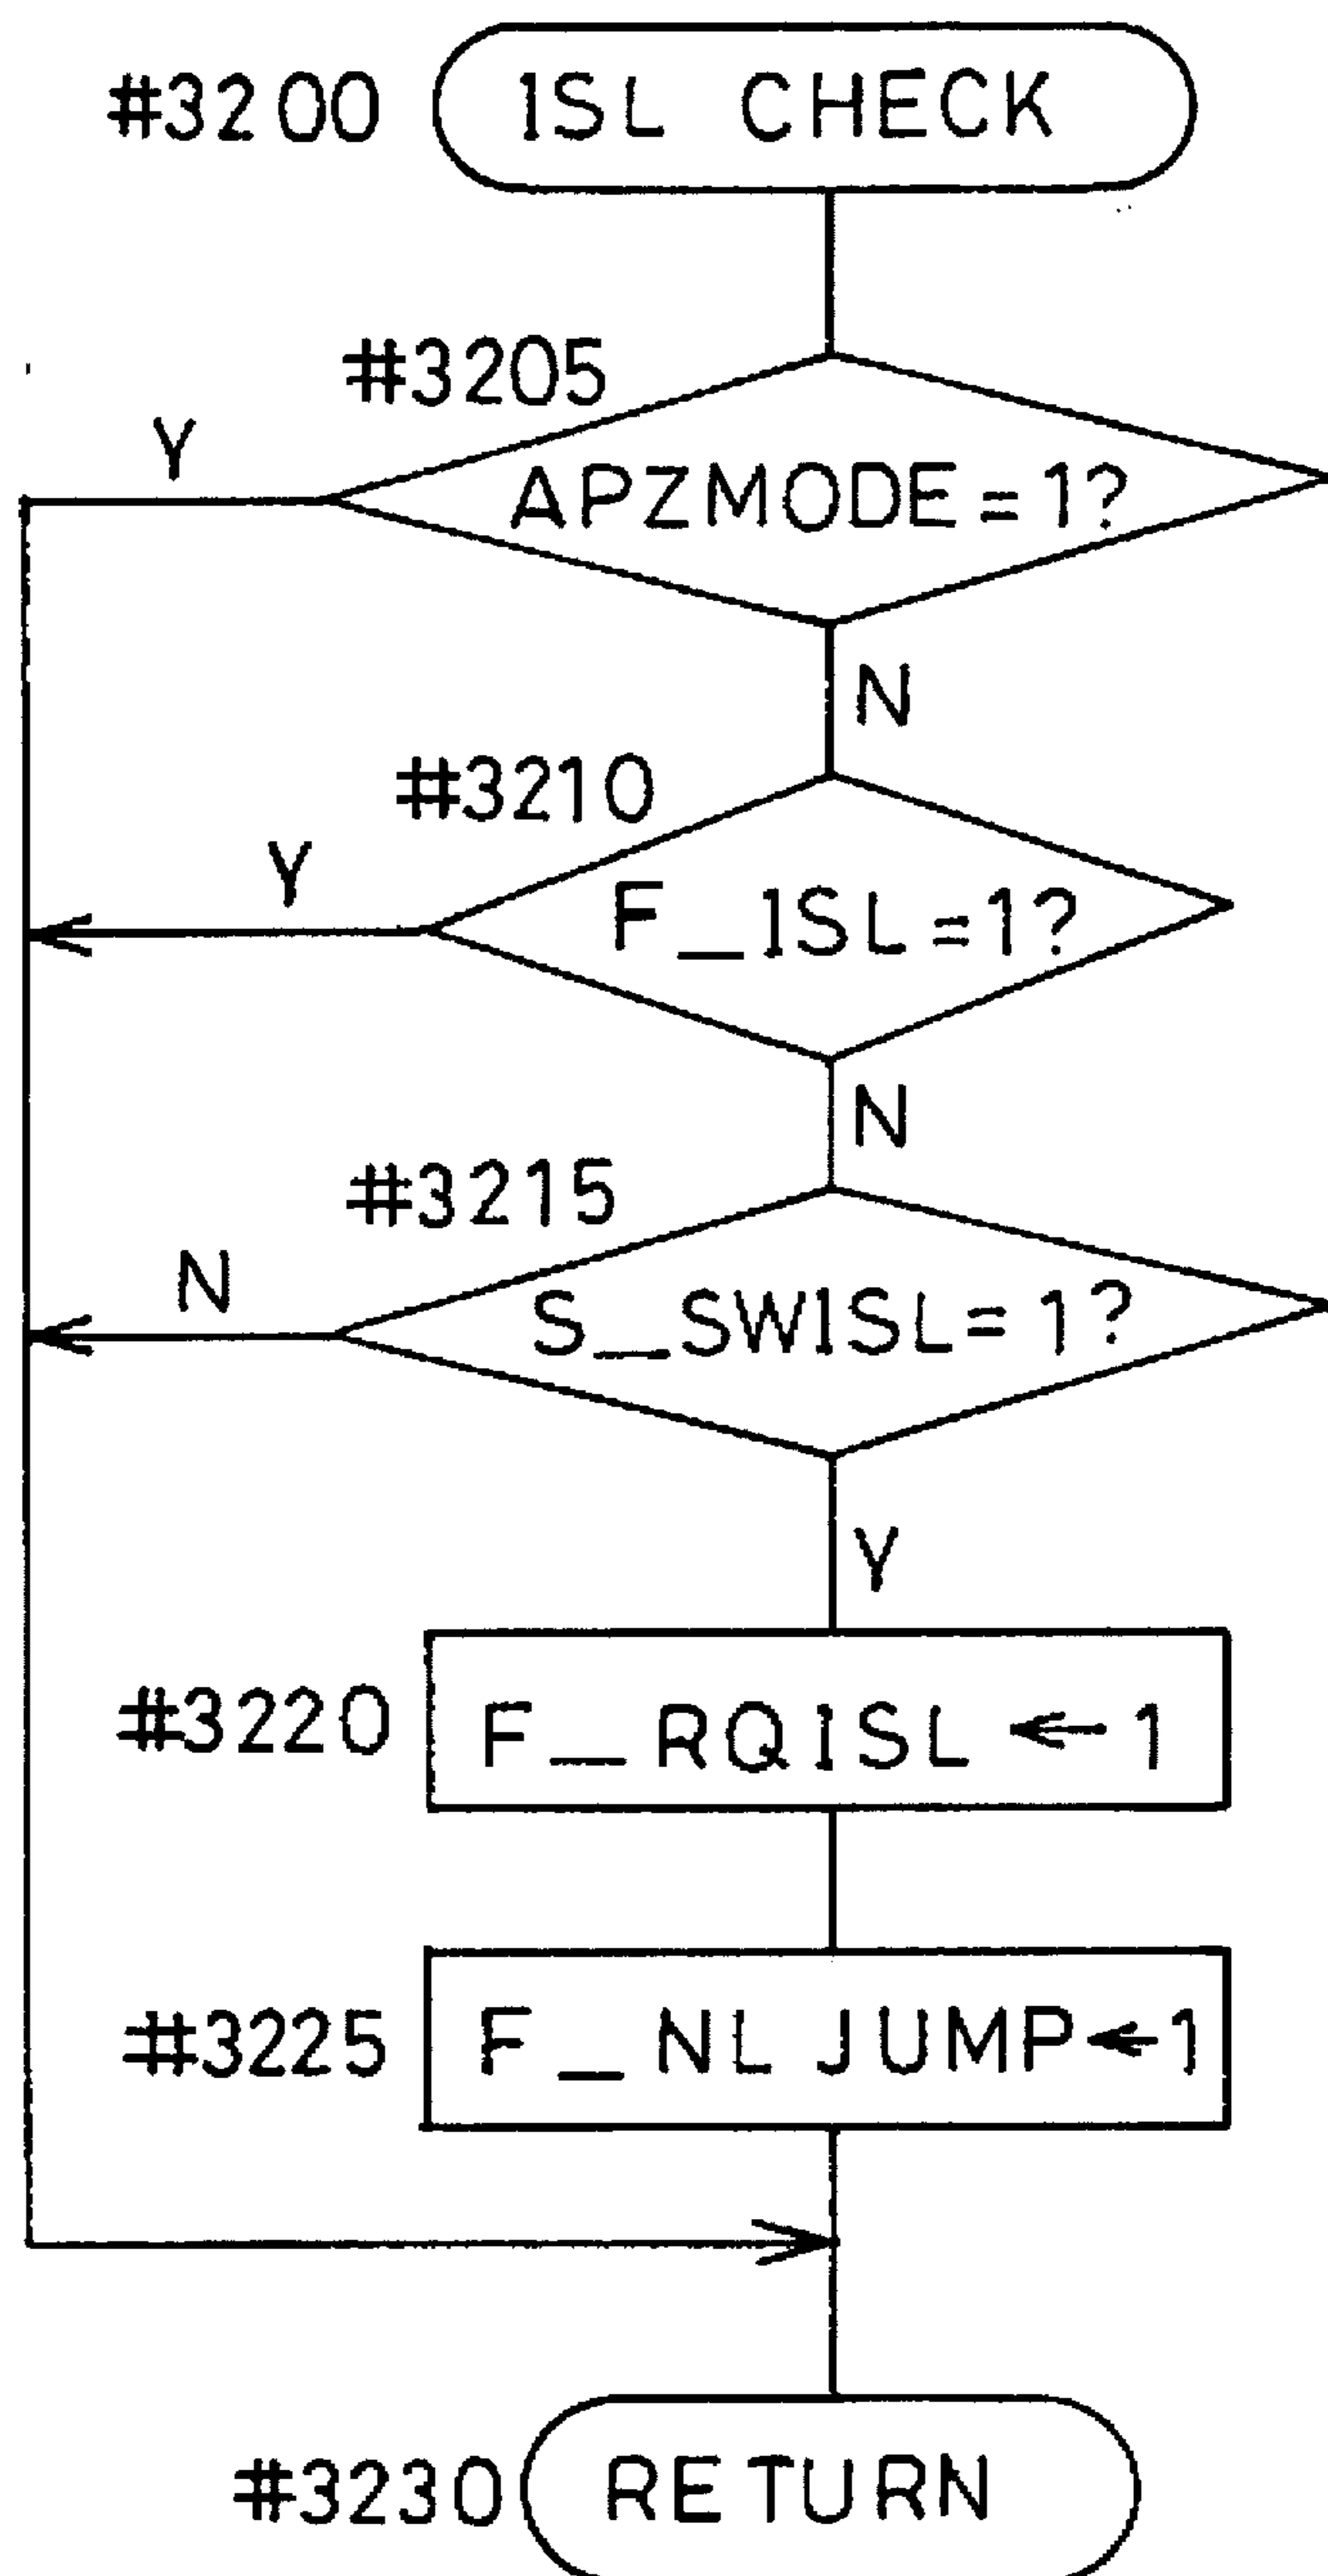 #3200 ISL CHECK
#3205
Y
APZMODE=1?
N
#3210
Y
F_ISL=1?
N
#3215
N
S_SWISL=1?
Y
#3220 F_RQISL←1
#3225 F_NLJUMP←1
#3230 RETURN